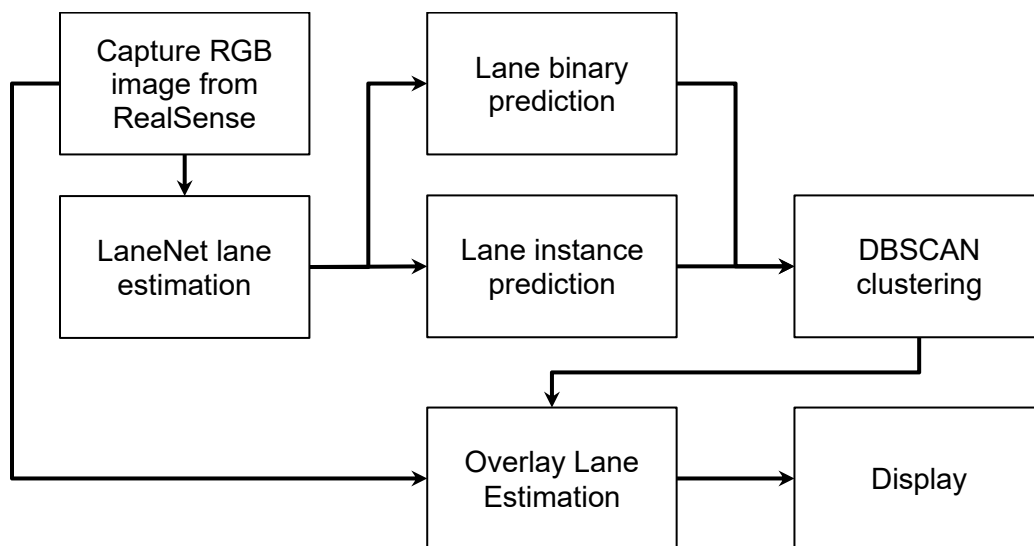 Capture RGB
image from
RealSense
Lane binary
prediction
LaneNet lane
estimation
Lane instance
prediction
DBSCAN
clustering
Overlay Lane
Estimation
Display